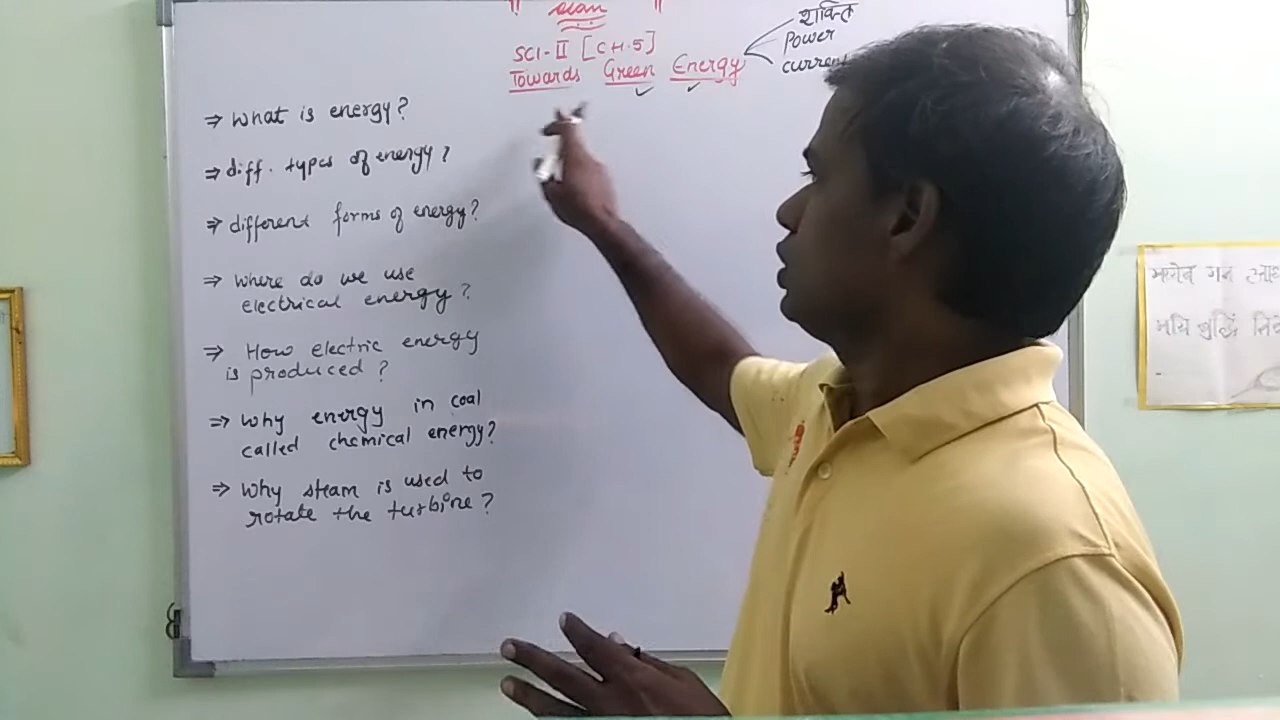 SCI-II [CH.5]
Towards Green Energy
शक्ति
Power
current
⇒ What is energy?
⇒ diff. types of energy?
⇒ different forms of energy?
⇒ Where do we use
electrical energy?
⇒ How electric energy
is produced?
⇒ Why energy in coal
called chemical energy?
⇒ Why steam is used to
rotate the turbine?